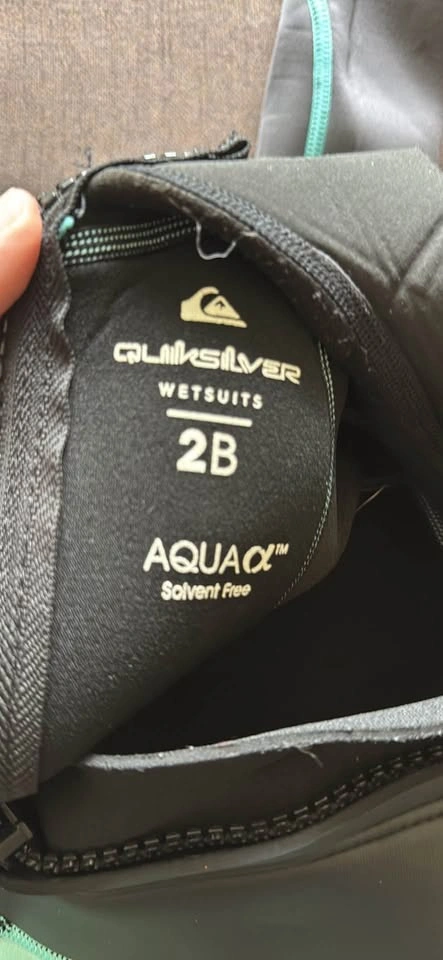 QUIKSILVER
WETSUITS
2B
AQUAα™
Solvent Free